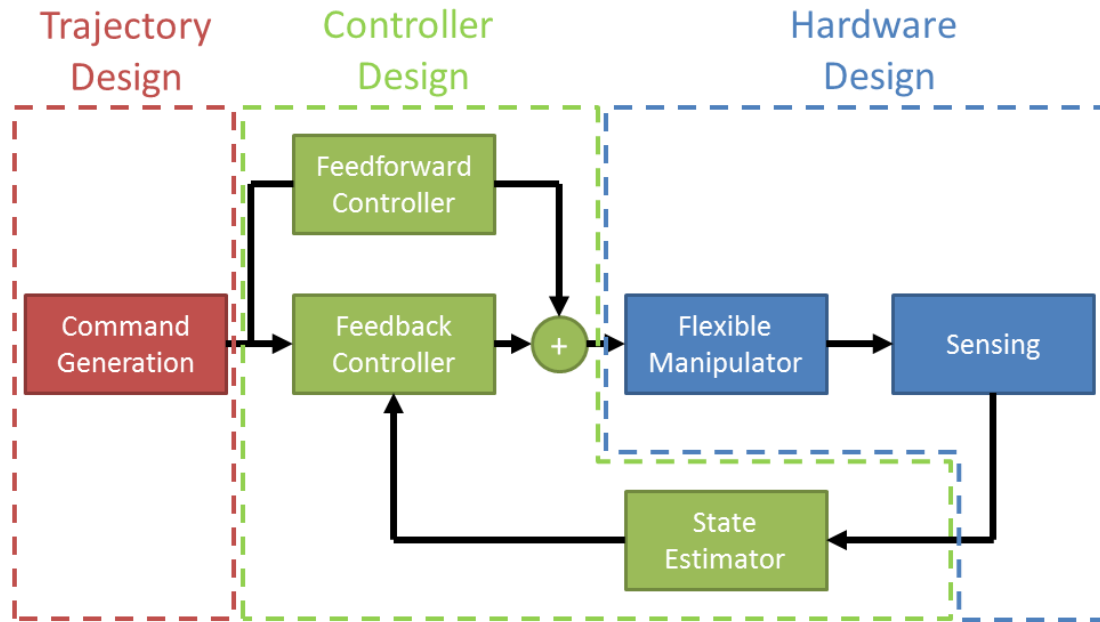 Trajectory
Design
Controller
Design
Hardware
Design
Feedforward
Controller
Command
Generation
Feedback
Controller
+
Flexible
Manipulator
Sensing
State
Estimator